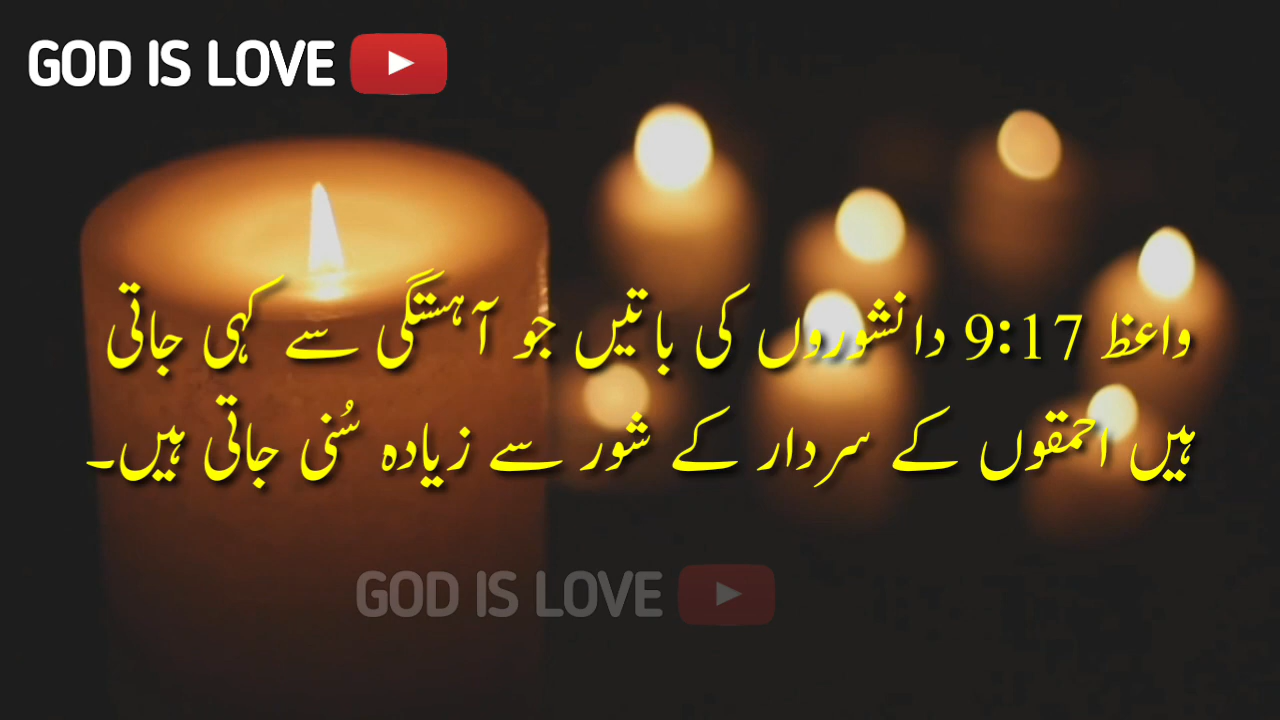 GOD IS LOVE
واعظ 9:17 دانشوروں کی باتیں جو آہستگی سے کہی جاتی
ہیں احمقوں کے سردار کے شور سے زیادہ سُنی جاتی ہیں۔
GOD IS LOVE